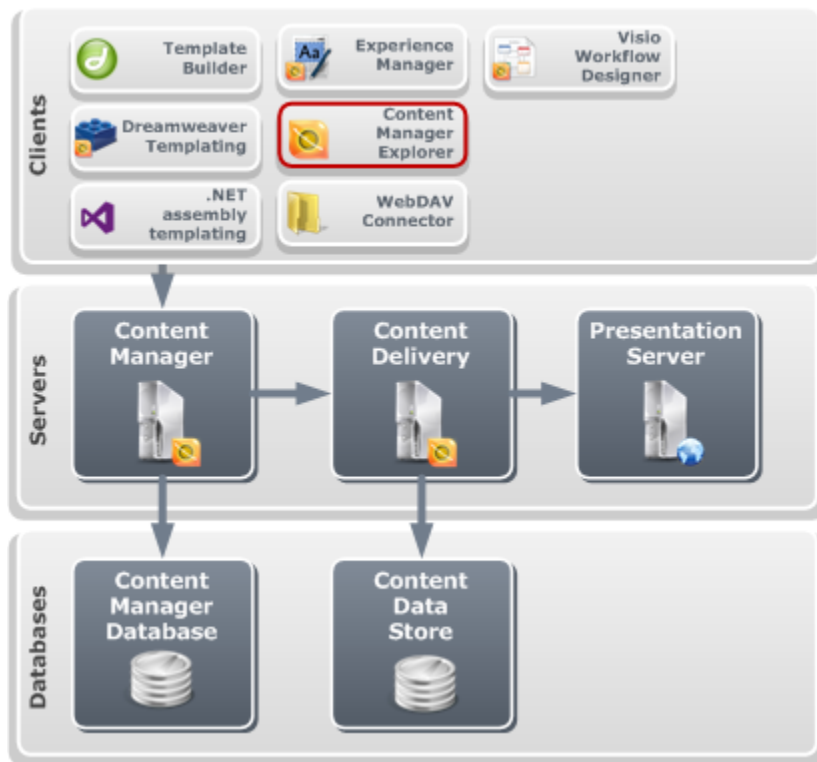 Clients
Template
Builder
Experience
Manager
Visio
Workflow
Designer
Dreamweaver
Templating
Content
Manager
Explorer
.NET
assembly
templating
WebDAV
Connector
Servers
Content
Manager
Content
Delivery
Presentation
Server
Databases
Content
Manager
Database
Content
Data
Store